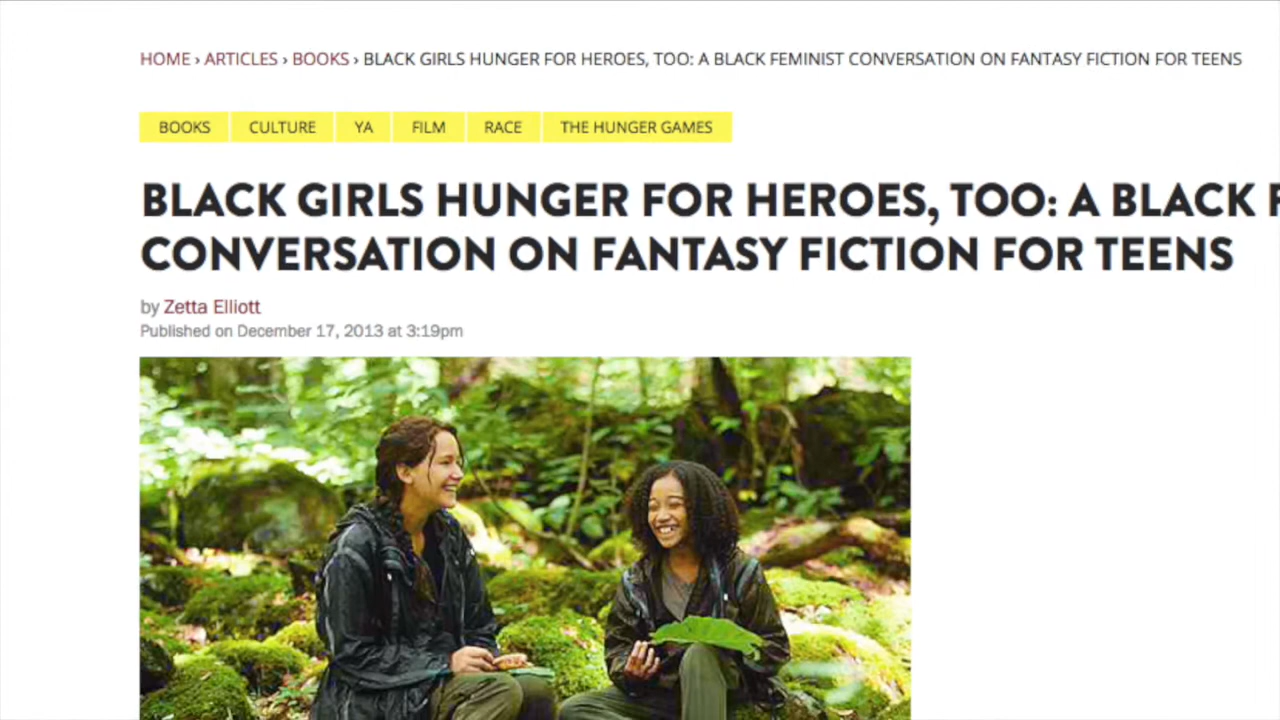 HOME › ARTICLES › BOOKS › BLACK GIRLS HUNGER FOR HEROES, TOO: A BLACK FEMINIST CONVERSATION ON FANTASY FICTION FOR TEENS
BOOKS CULTURE YA FILM RACE THE HUNGER GAMES
BLACK GIRLS HUNGER FOR HEROES, TOO: A BLACK
CONVERSATION ON FANTASY FICTION FOR TEENS
by Zetta Elliott
Published on December 17, 2013 at 3:19pm